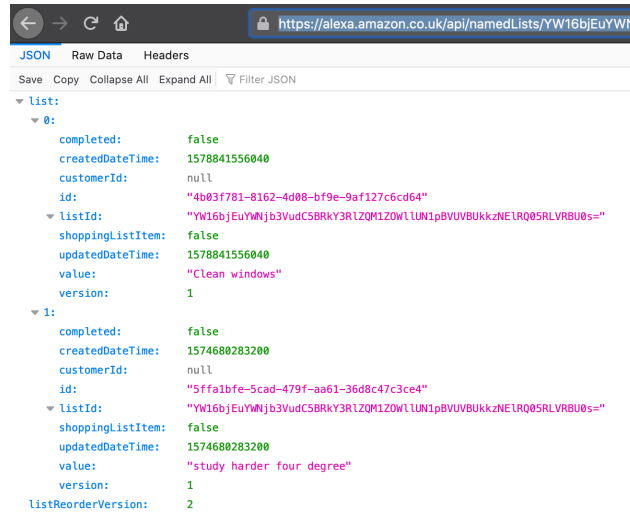 https://alexa.amazon.co.uk/api/namedLists/YW16bjEuYWN
JSON Raw Data Headers
Save Copy Collapse All Expand All Filter JSON
list:
0:
completed: false
createdDateTime: 1578841556040
customerId: null
id: "4b03f781-8162-4d08-bf9e-9af127c6cd64"
listId: "YW16bjEuYWNjb3VudC5BRkY3RlZQM1ZOWllUN1pBVUVBUkkzNElRQ05RLVRBU0s="
shoppingListItem: false
updatedDateTime: 1578841556040
value: "Clean windows"
version: 1
1:
completed: false
createdDateTime: 1574680283200
customerId: null
id: "5ffa1bfe-5cad-479f-aa61-36d8c47c3ce4"
listId: "YW16bjEuYWNjb3VudC5BRkY3RlZQM1ZOWllUN1pBVUVBUkkzNElRQ05RLVRBU0s="
shoppingListItem: false
updatedDateTime: 1574680283200
value: "study harder four degree"
version: 1
listReorderVersion: 2